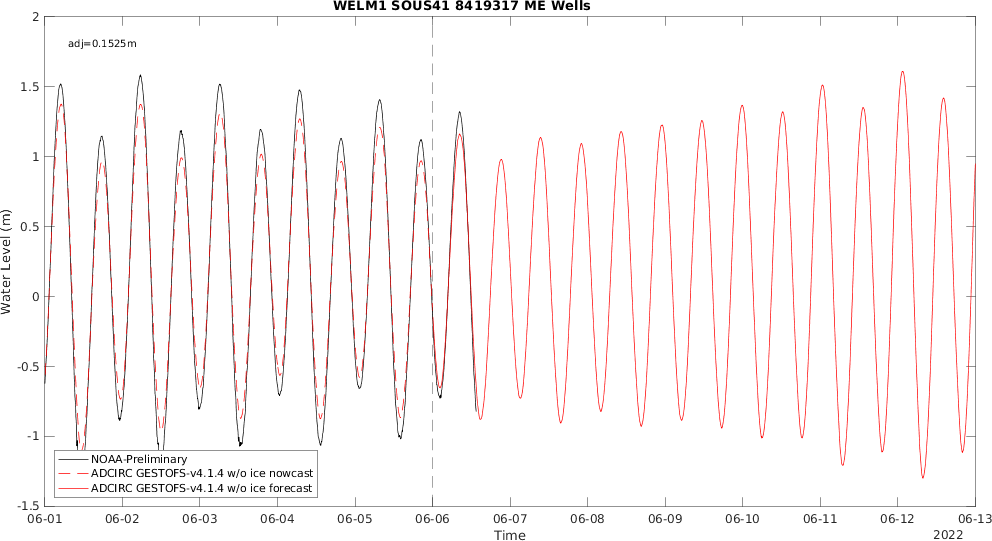 WELM1 SOUS41 8419317 ME Wells
adj=0.1525m
Water Level (m)
2
1.5
1
0.5
0
-0.5
-1
-1.5
NOAA-Preliminary
ADCIRC GESTOFS-v4.1.4 w/o ice nowcast
ADCIRC GESTOFS-v4.1.4 w/o ice forecast
06-01 06-02 06-03 06-04 06-05 06-06 06-07 06-08 06-09 06-10 06-11 06-12 06-13
Time
2022